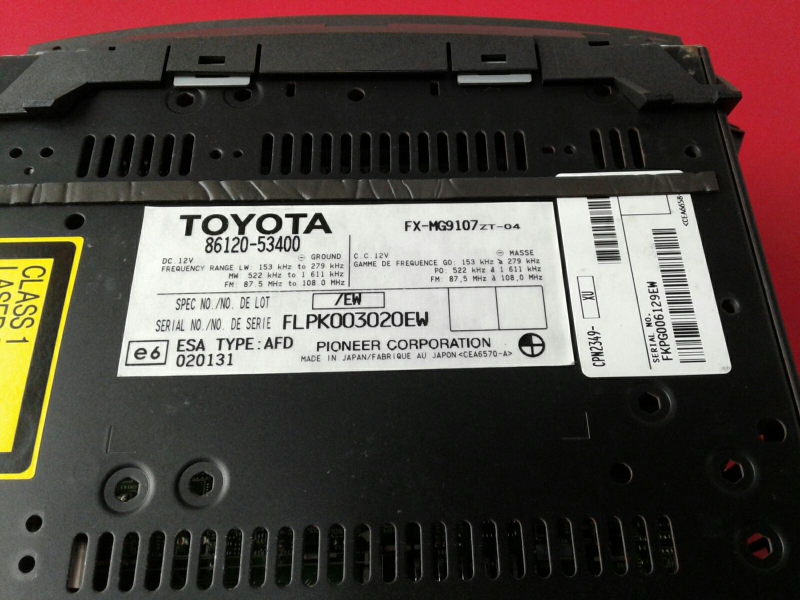 TOYOTA
86120-53400
FX-MG9107ZT-04
DC 12V ⊖ GROUND
FREQUENCY RANGE LW 153 kHz to 279 kHz
MW 522 kHz to 1 611 kHz
FM: 87.5 MHz to 108.0 MHz
C.C. 12V ⊖ MASSE
GAMME DE FREQUENCE GO: 153 kHz à 279 kHz
PO: 522 kHz à 1 611 kHz
FM: 87,5 MHz à 108,0 MHz
SPEC NO./NO. DE LOT /EW
SERIAL NO./NO. DE SERIE FLPK003020EW
e6 ESA TYPE:AFD
020131
PIONEER CORPORATION
MADE IN JAPAN/FABRIQUE AU JAPON <CEA6570-A>
CPN2349- XU
SERIAL NO.
FKPG006129EW
<CEA6658
CLASS 1
LASER